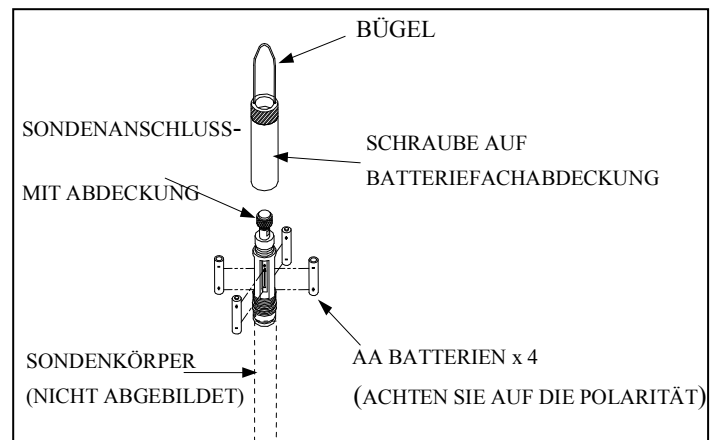 BÜGEL
SONDENANSCHLUSS-
MIT ABDECKUNG
SCHRAUBE AUF
BATTERIEFACHABDECKUNG
SONDENKÖRPER
(NICHT ABGEBILDET)
AA BATTERIEN x 4
(ACHTEN SIE AUF DIE POLARITÄT)